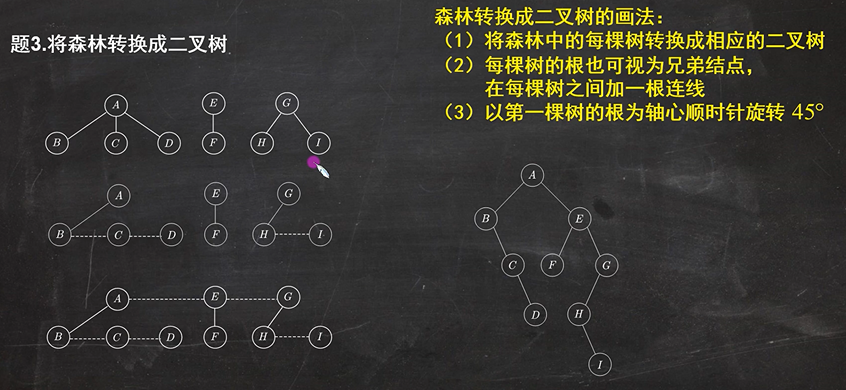 题3.将森林转换成二叉树
森林转换成二叉树的画法：
（1）将森林中的每棵树转换成相应的二叉树
（2）每棵树的根也可视为兄弟结点，
在每棵树之间加一根连线
（3）以第一棵树的根为轴心顺时针旋转 45°
A E G
B C D F H I
A E G
B C D F H I
A E G
B C D F H I
A
B E
C F G
D H
I